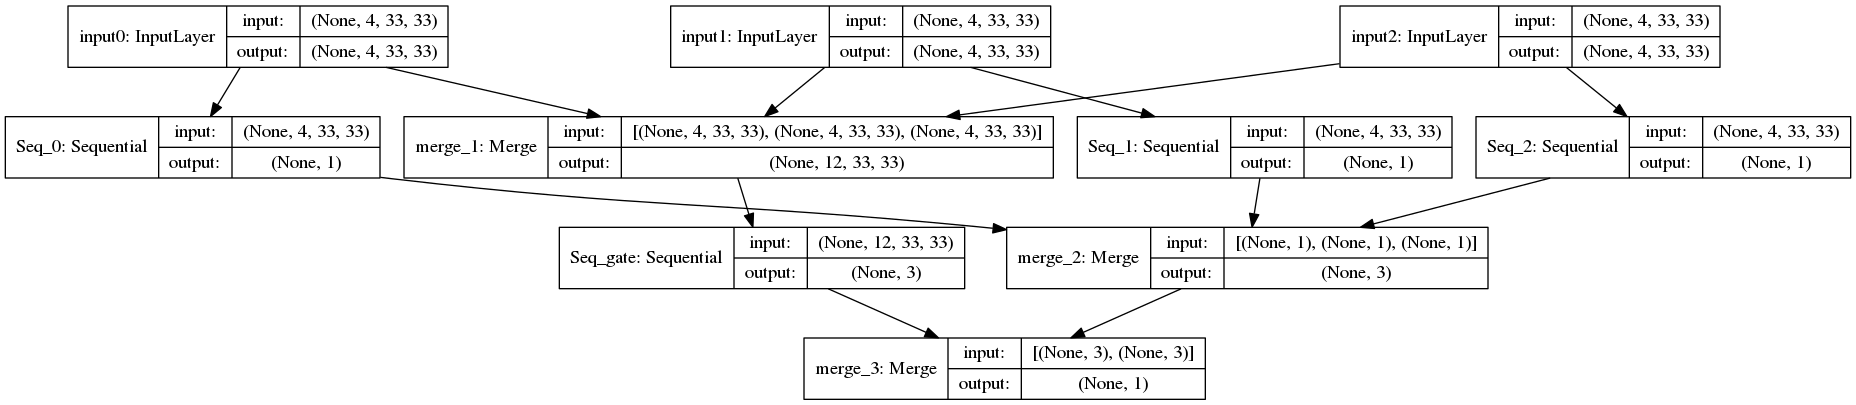 input0: InputLayer
input: (None, 4, 33, 33)
output: (None, 4, 33, 33)
input1: InputLayer
input: (None, 4, 33, 33)
output: (None, 4, 33, 33)
input2: InputLayer
input: (None, 4, 33, 33)
output: (None, 4, 33, 33)
Seq_0: Sequential
input: (None, 4, 33, 33)
output: (None, 1)
merge_1: Merge
input: [(None, 4, 33, 33), (None, 4, 33, 33), (None, 4, 33, 33)]
output: (None, 12, 33, 33)
Seq_1: Sequential
input: (None, 4, 33, 33)
output: (None, 1)
Seq_2: Sequential
input: (None, 4, 33, 33)
output: (None, 1)
Seq_gate: Sequential
input: (None, 12, 33, 33)
output: (None, 3)
merge_2: Merge
input: [(None, 1), (None, 1), (None, 1)]
output: (None, 3)
merge_3: Merge
input: [(None, 3), (None, 3)]
output: (None, 1)